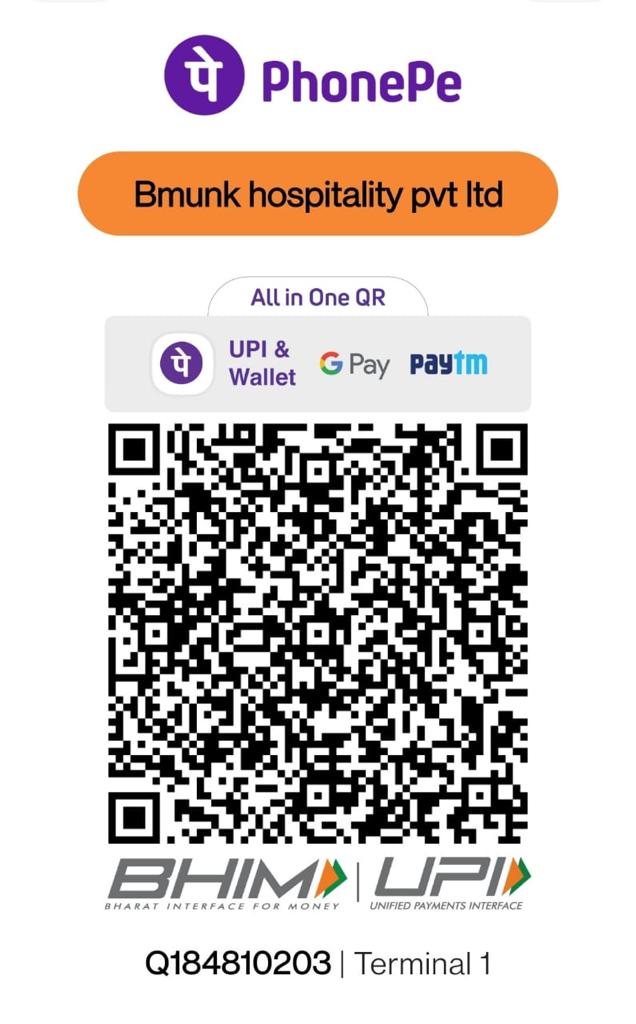 पे PhonePe
Bmunk hospitality pvt ltd
All in One QR
पे UPI & Wallet G Pay paytm
BHIM | UPI
BHARAT INTERFACE FOR MONEY UNIFIED PAYMENTS INTERFACE
Q184810203 | Terminal 1